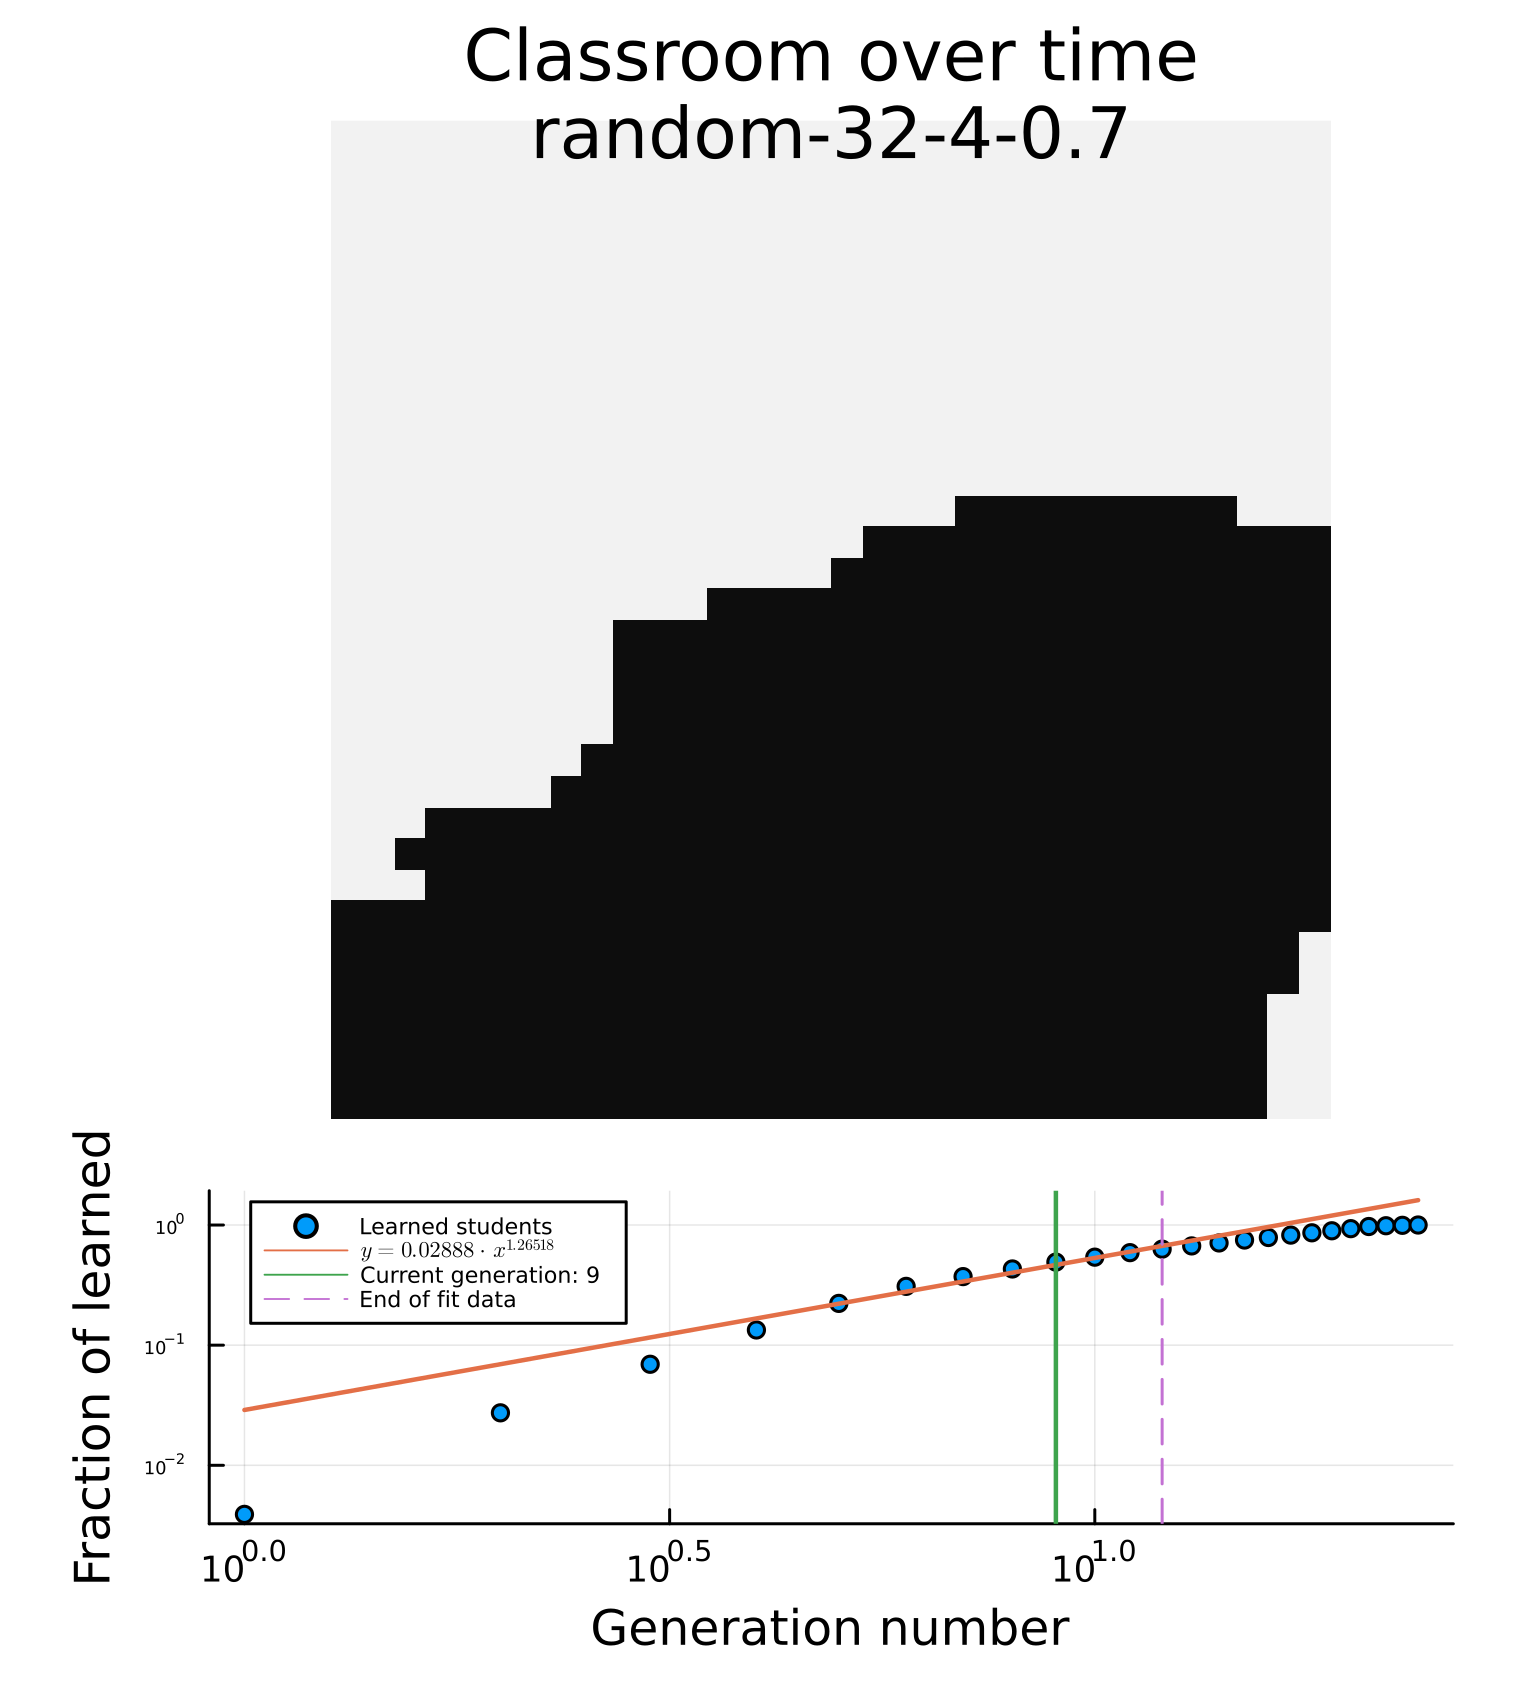 Classroom over time
random-32-4-0.7
Fraction of learned
10^0
10^-1
10^-2
Learned students
y = 0.02888 · x^1.26518
Current generation: 9
End of fit data
10^0.0
10^0.5
10^1.0
Generation number